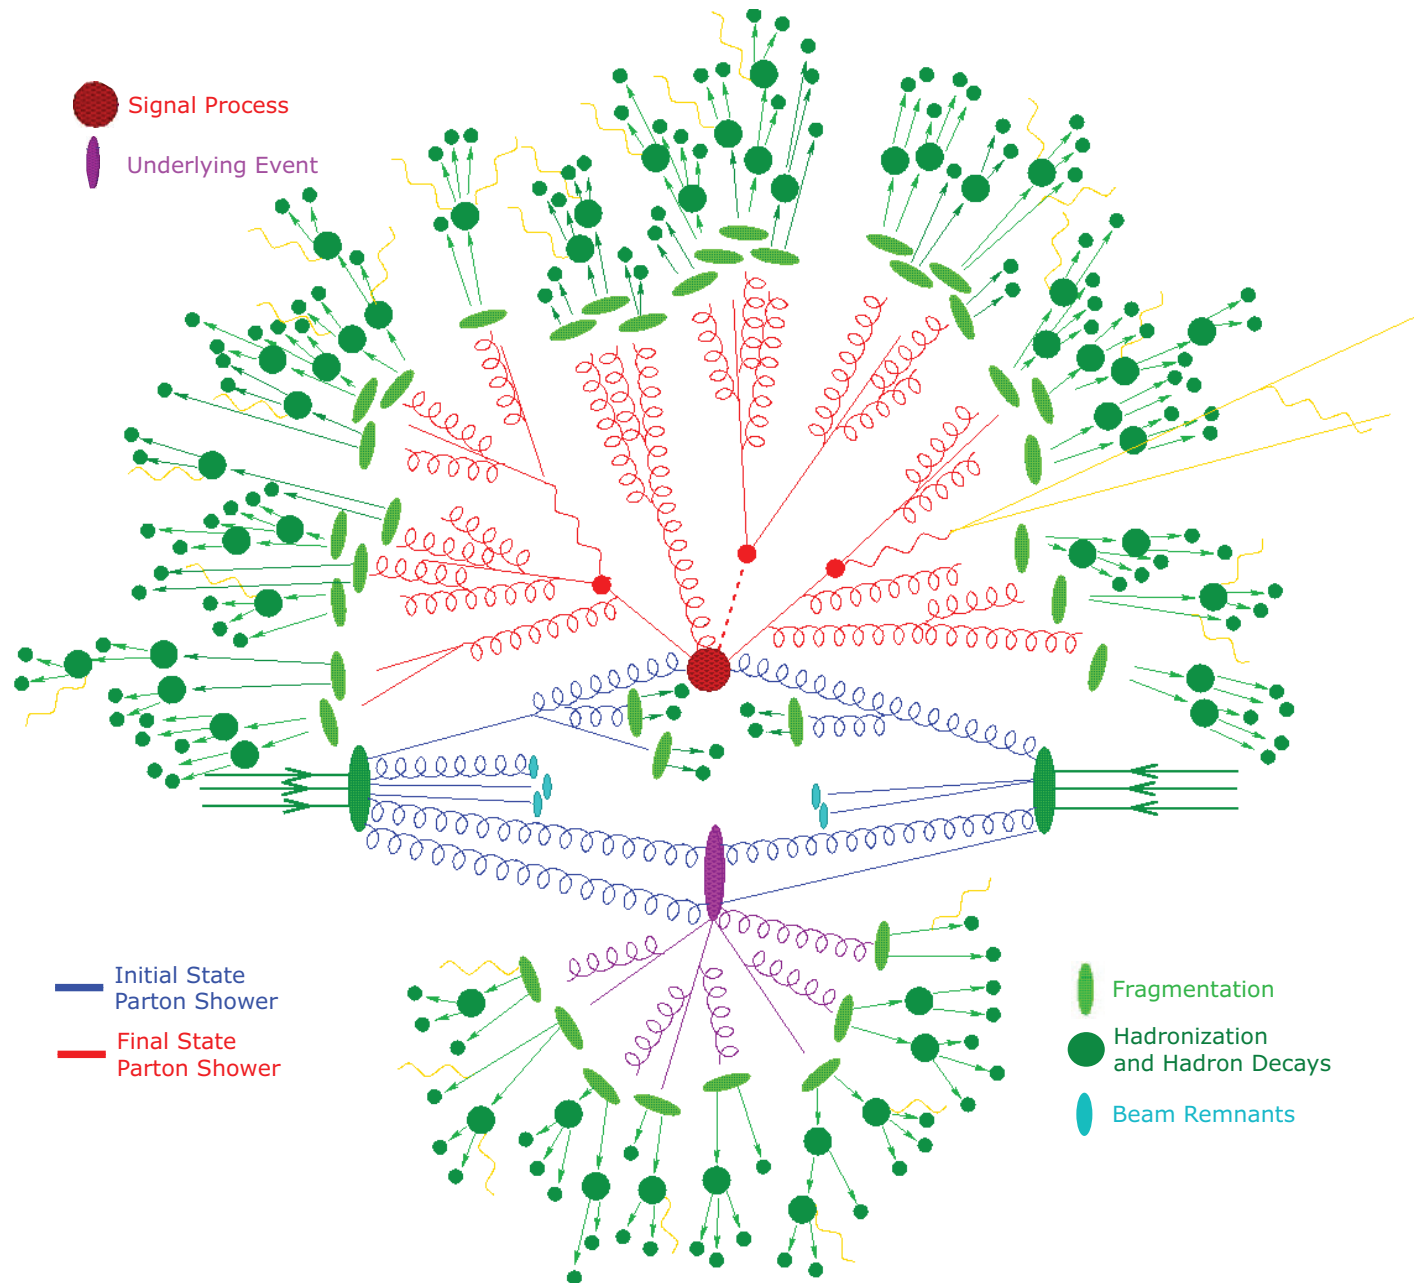 Signal Process
Underlying Event
Initial State
Parton Shower
Final State
Parton Shower
Fragmentation
Hadronization
and Hadron Decays
Beam Remnants